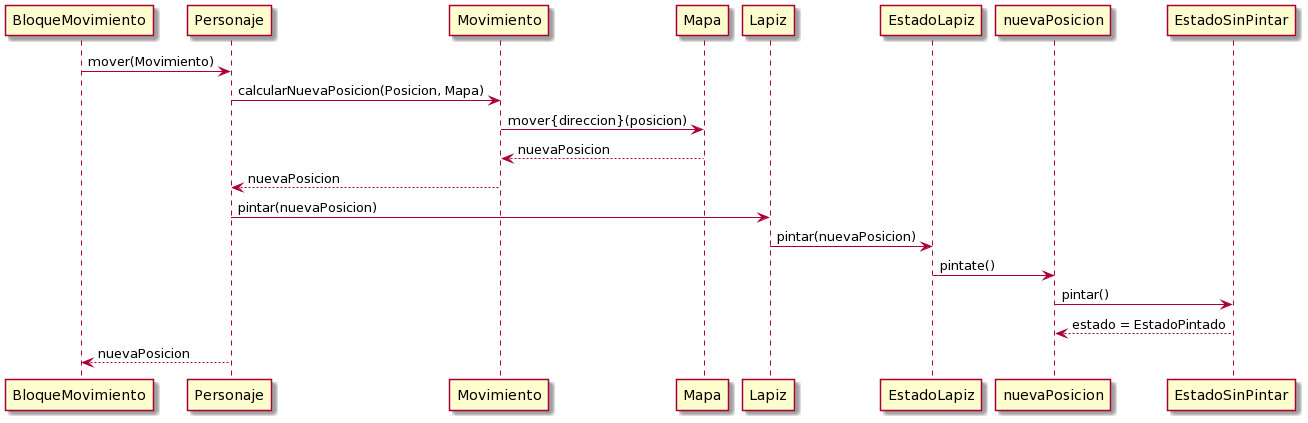 BloqueMovimiento Personaje Movimiento Mapa Lapiz EstadoLapiz nuevaPosicion EstadoSinPintar
mover(Movimiento)
calcularNuevaPosicion(Posicion, Mapa)
mover{direccion}(posicion)
nuevaPosicion
nuevaPosicion
pintar(nuevaPosicion)
pintar(nuevaPosicion)
pintate()
pintar()
estado = EstadoPintado
nuevaPosicion
BloqueMovimiento Personaje Movimiento Mapa Lapiz EstadoLapiz nuevaPosicion EstadoSinPintar